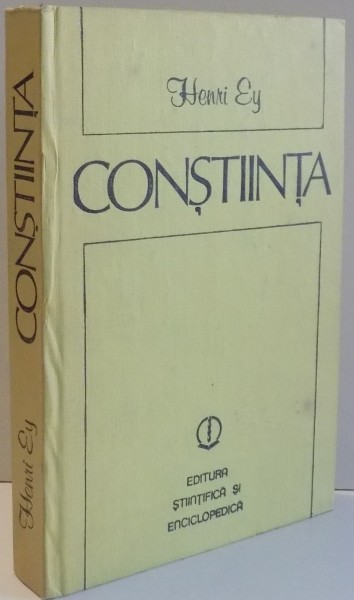 Henri Ey
CONȘTIINȚA
EDITURA
ȘTIINȚIFICĂ ȘI
ENCICLOPEDICĂ
Henri Ey CONȘTIINȚA